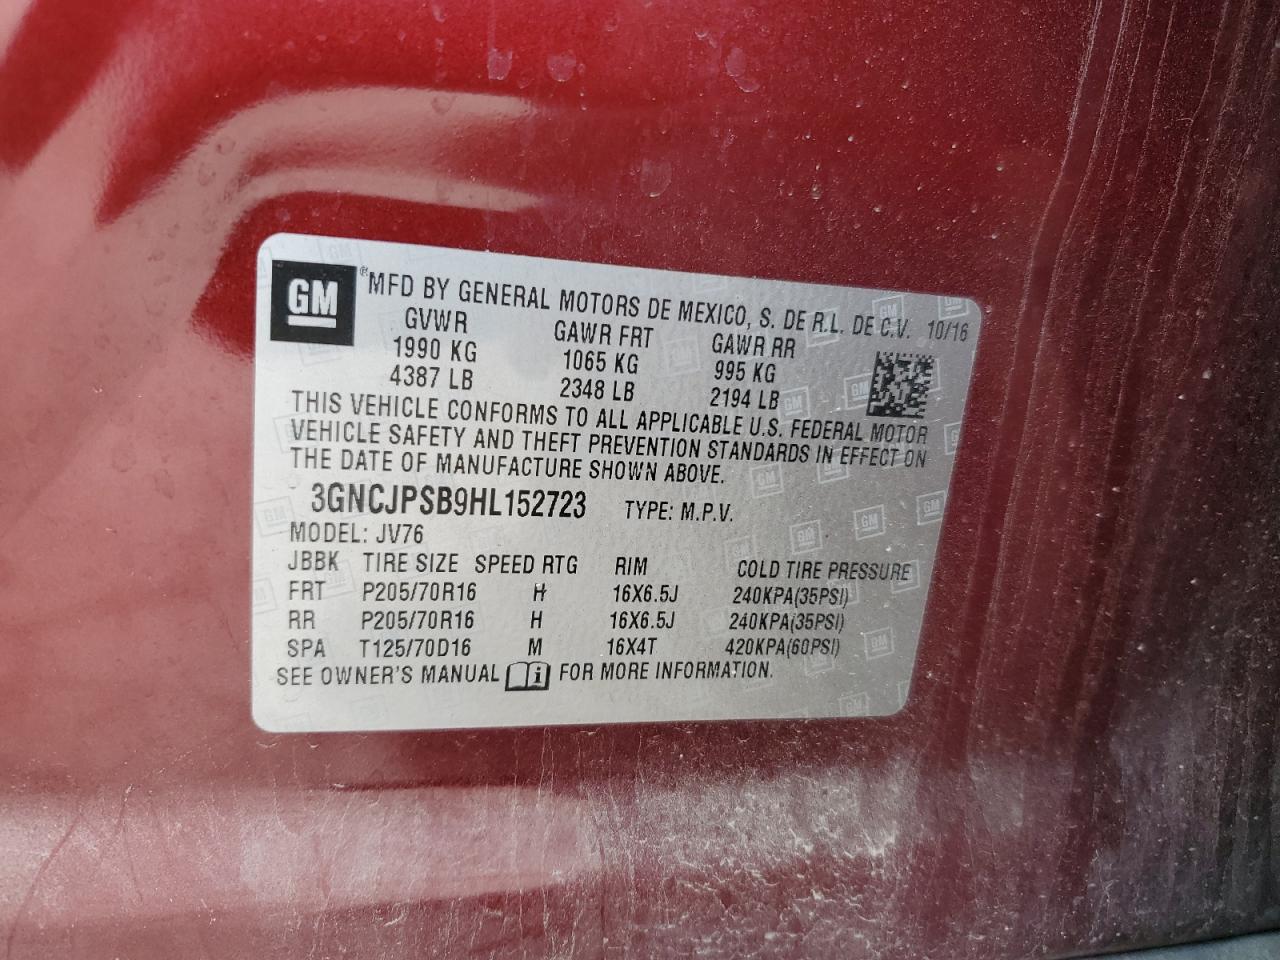 GM ® MFD BY GENERAL MOTORS DE MEXICO, S. DE R.L. DE C.V. 10/16
GVWR GAWR FRT GAWR RR
1990 KG 1065 KG 995 KG
4387 LB 2348 LB 2194 LB
THIS VEHICLE CONFORMS TO ALL APPLICABLE U.S. FEDERAL MOTOR
VEHICLE SAFETY AND THEFT PREVENTION STANDARDS IN EFFECT ON
THE DATE OF MANUFACTURE SHOWN ABOVE.
3GNCJPSB9HL152723 TYPE: M.P.V.
MODEL: JV76
JBBK TIRE SIZE SPEED RTG RIM COLD TIRE PRESSURE
FRT P205/70R16 H 16X6.5J 240KPA(35PSI)
RR P205/70R16 H 16X6.5J 240KPA(35PSI)
SPA T125/70D16 M 16X4T 420KPA(60PSI)
SEE OWNER'S MANUAL i FOR MORE INFORMATION.